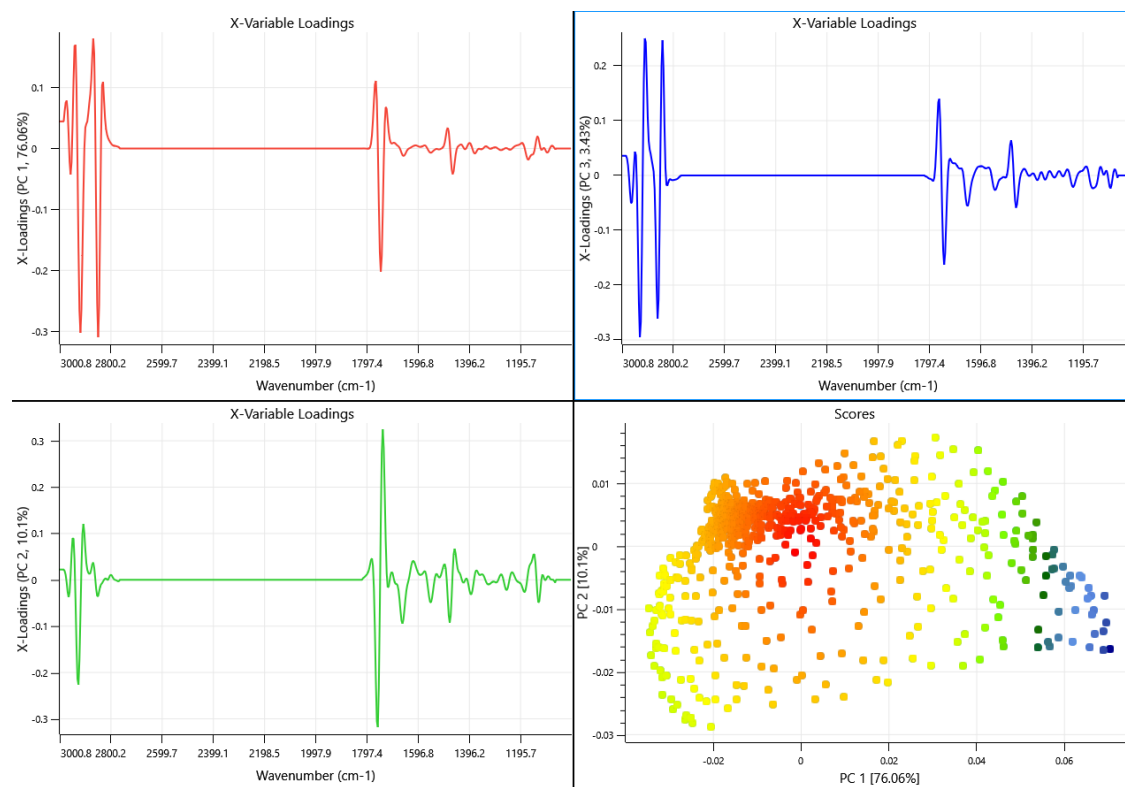 X-Variable Loadings
X-Loadings (PC 1, 76.06%)
0.1
0
-0.1
-0.2
-0.3
3000.8 2800.2 2599.7 2399.1 2198.5 1997.9 1797.4 1596.8 1396.2 1195.7
Wavenumber (cm-1)
X-Variable Loadings
X-Loadings (PC 3, 3.43%)
0.2
0.1
0
-0.1
-0.2
-0.3
3000.8 2800.2 2599.7 2399.1 2198.5 1997.9 1797.4 1596.8 1396.2 1195.7
Wavenumber (cm-1)
X-Variable Loadings
X-Loadings (PC 2, 10.1%)
0.3
0.2
0.1
0
-0.1
-0.2
-0.3
3000.8 2800.2 2599.7 2399.1 2198.5 1997.9 1797.4 1596.8 1396.2 1195.7
Wavenumber (cm-1)
Scores
PC 2 [10.1%]
0.01
0
-0.01
-0.02
-0.03
-0.02 0 0.02 0.04 0.06
PC 1 [76.06%]